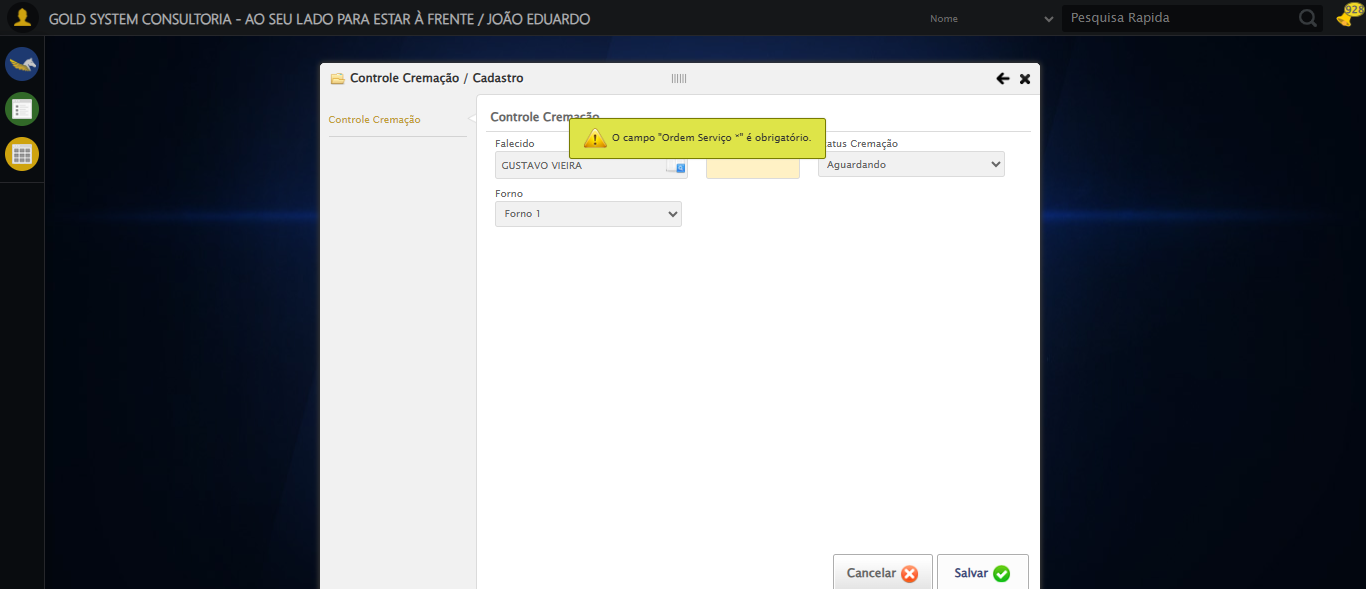 GOLD SYSTEM CONSULTORIA - AO SEU LADO PARA ESTAR À FRENTE / JOÃO EDUARDO
Nome
Pesquisa Rapida
928
Controle Cremação / Cadastro
Controle Cremação
Controle Cremação
O campo "Ordem Serviço *" é obrigatório.
Falecido
tatus Cremação
GUSTAVO VIEIRA
Aguardando
Forno
Forno 1
Cancelar
Salvar